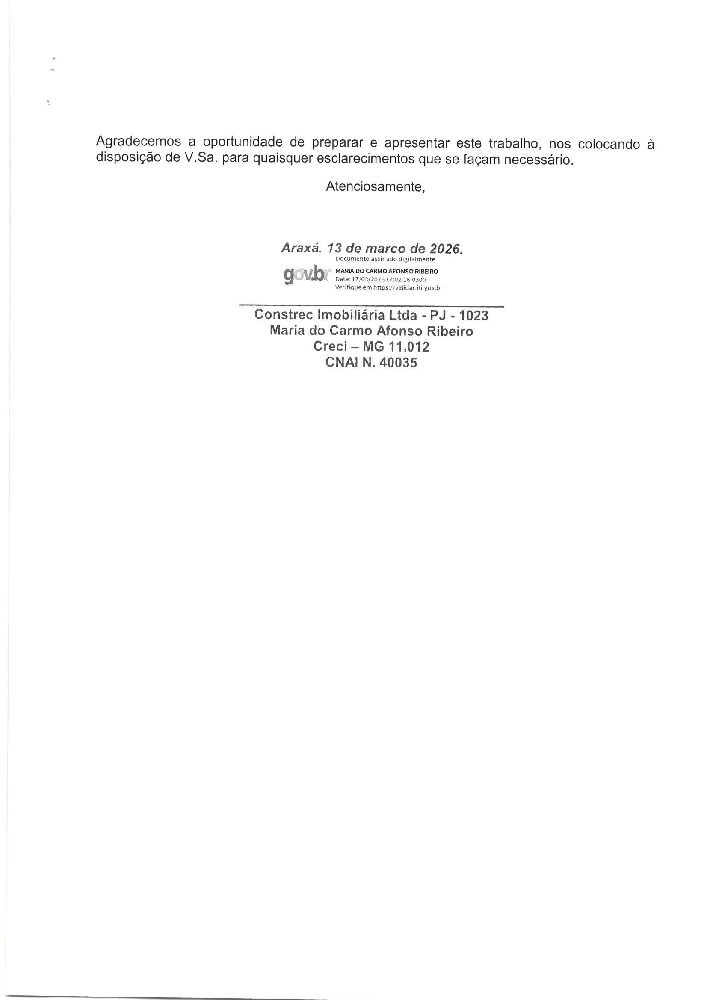 Agradecemos a oportunidade de preparar e apresentar este trabalho, nos colocando à
disposição de V.Sa. para quaisquer esclarecimentos que se façam necessário.
Atenciosamente,
Araxá. 13 de marco de 2026.
Documento assinado digitalmente
gov.br
MARIA DO CARMO AFONSO RIBEIRO
Data: 17/03/2026 17:02:18-0300
Verifique em https://validar.iti.gov.br
Constrec Imobiliária Ltda - PJ - 1023
Maria do Carmo Afonso Ribeiro
Creci – MG 11.012
CNAI N. 40035